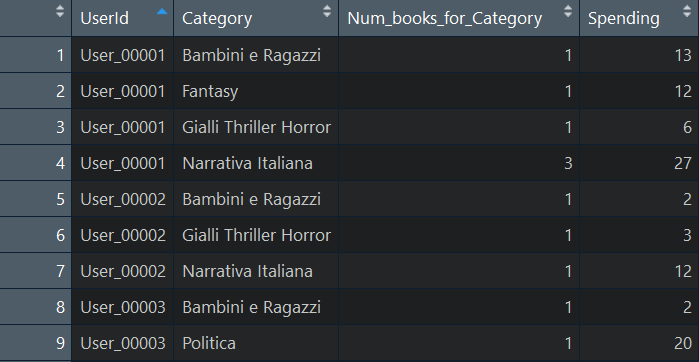 UserId Category Num_books_for_Category Spending
1 User_00001 Bambini e Ragazzi 1 13
2 User_00001 Fantasy 1 12
3 User_00001 Gialli Thriller Horror 1 6
4 User_00001 Narrativa Italiana 3 27
5 User_00002 Bambini e Ragazzi 1 2
6 User_00002 Gialli Thriller Horror 1 3
7 User_00002 Narrativa Italiana 1 12
8 User_00003 Bambini e Ragazzi 1 2
9 User_00003 Politica 1 20